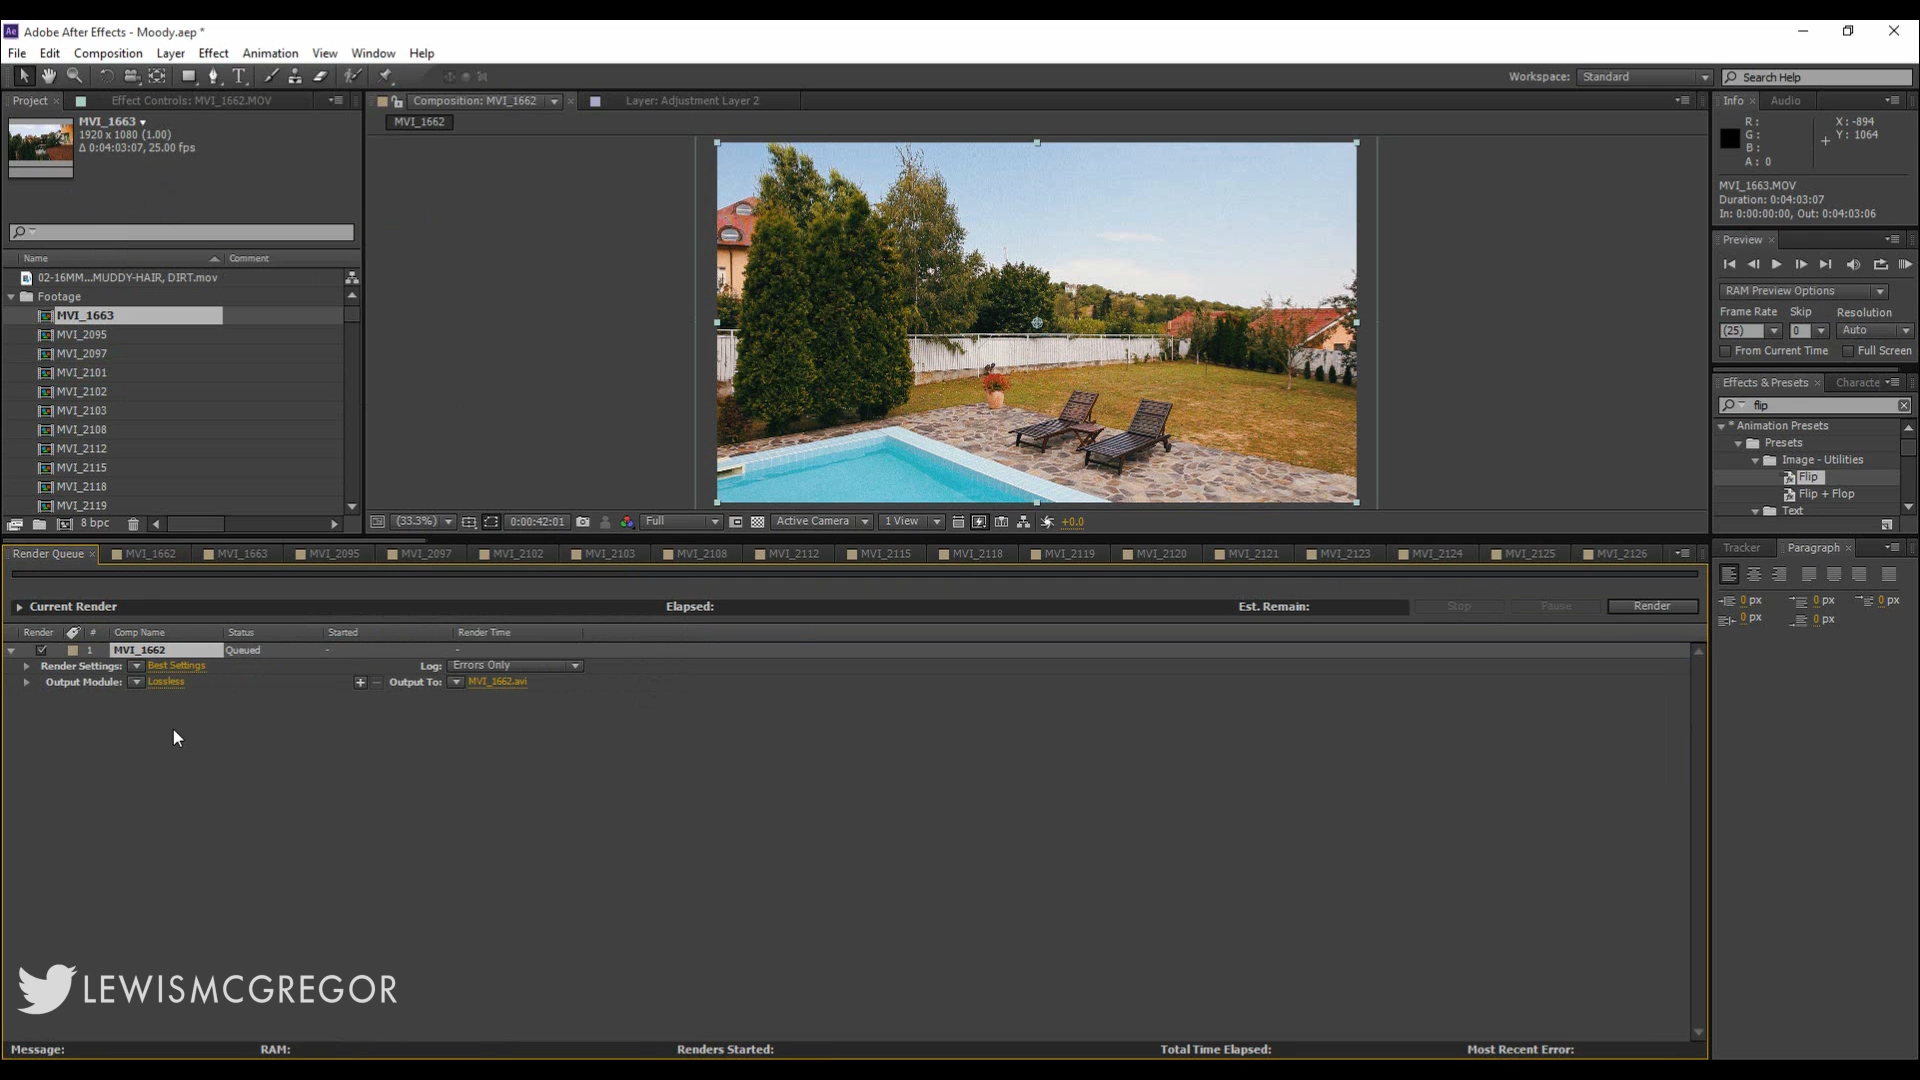 Ae Adobe After Effects - Moody.aep *
File Edit Composition Layer Effect Animation View Window Help
Workspace: Standard Search Help
Project Effect Controls: MVI_1662.MOV
Composition: MVI_1662 Layer: Adjustment Layer 2
Info Audio
MVI_1663
1920 x 1080 (1.00)
Δ 0:04:03:07, 25.00 fps
MVI_1662
R :
G :
B :
A : 0
X : -894
Y : 1064
MVI_1663.MOV
Duration: 0:04:03:07
In: 0:00:00:00, Out: 0:04:03:06
Preview
RAM Preview Options
Frame Rate Skip Resolution
(25) 0 Auto
From Current Time Full Screen
Effects & Presets Characte
flip
* Animation Presets
Presets
Image - Utilities
Flip
Flip + Flop
Text
Name Comment
02-16MM...MUDDY-HAIR, DIRT.mov
Footage
MVI_1663
MVI_2095
MVI_2097
MVI_2101
MVI_2102
MVI_2103
MVI_2108
MVI_2112
MVI_2115
MVI_2118
MVI_2119
8 bpc
(33.3%) 0:00:42:01 Full Active Camera 1 View +0.0
Render Queue MVI_1662 MVI_1663 MVI_2095 MVI_2097 MVI_2102 MVI_2103 MVI_2108 MVI_2112 MVI_2115 MVI_2118 MVI_2119 MVI_2120 MVI_2121 MVI_2123 MVI_2124 MVI_2125 MVI_2126
Tracker Paragraph
0 px 0 px 0 px
0 px 0 px
Current Render Elapsed: Est. Remain: Stop Pause Render
Render # Comp Name Status Started Render Time
1 MVI_1662 Queued - -
Render Settings: Best Settings Log: Errors Only
Output Module: Lossless Output To: MVI_1662.avi
LEWISMCGREGOR
Message: RAM: Renders Started: Total Time Elapsed: Most Recent Error: